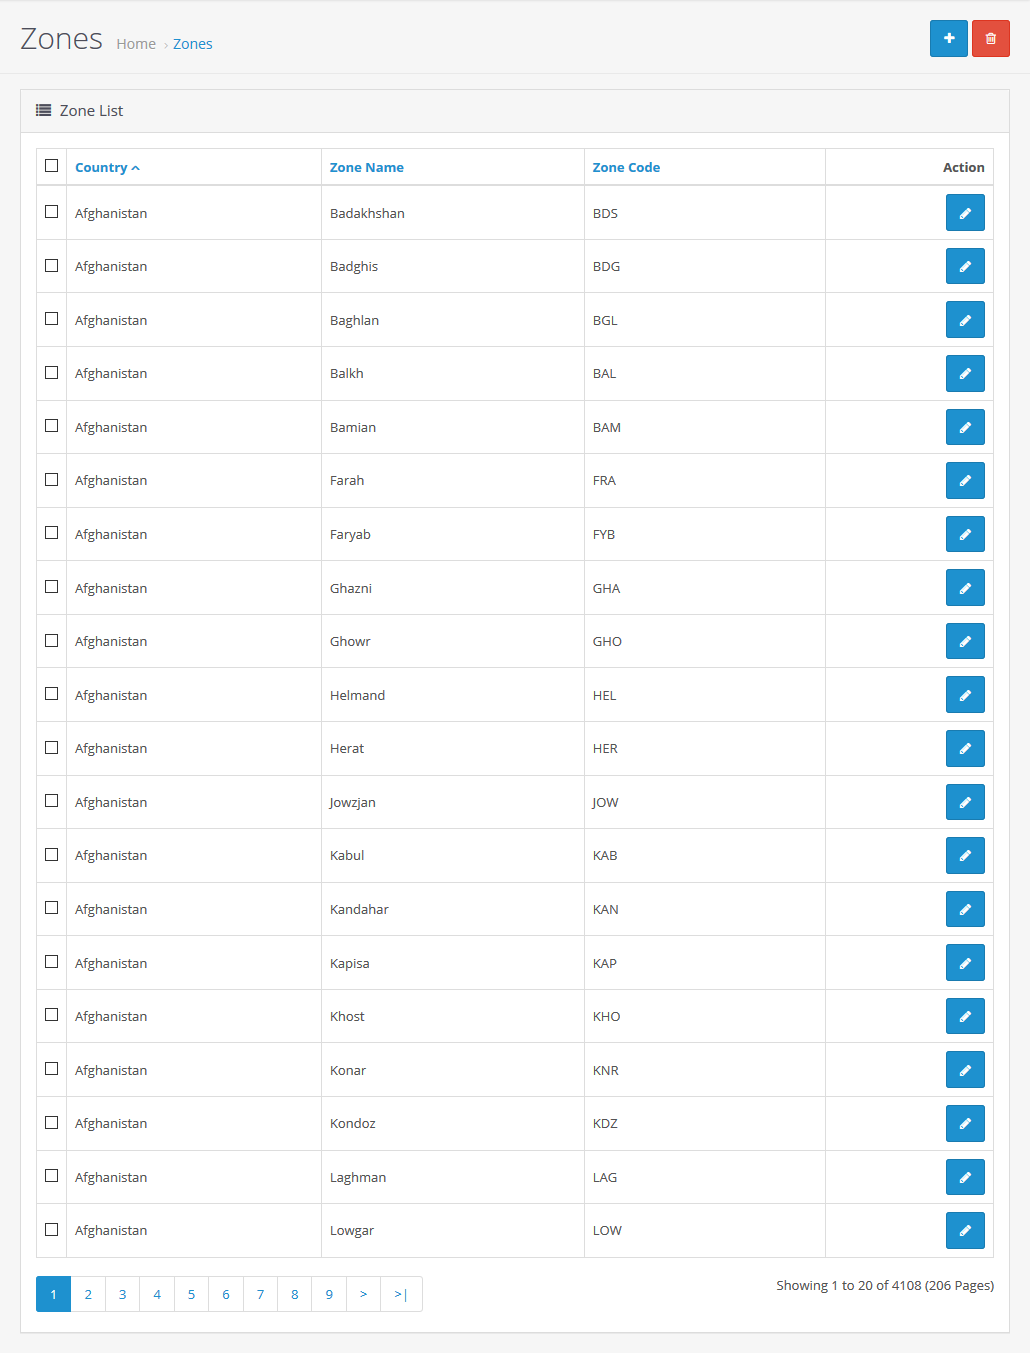 Zones Home › Zones
Zone List
Country Zone Name Zone Code Action
Afghanistan Badakhshan BDS
Afghanistan Badghis BDG
Afghanistan Baghlan BGL
Afghanistan Balkh BAL
Afghanistan Bamian BAM
Afghanistan Farah FRA
Afghanistan Faryab FYB
Afghanistan Ghazni GHA
Afghanistan Ghowr GHO
Afghanistan Helmand HEL
Afghanistan Herat HER
Afghanistan Jowzjan JOW
Afghanistan Kabul KAB
Afghanistan Kandahar KAN
Afghanistan Kapisa KAP
Afghanistan Khost KHO
Afghanistan Konar KNR
Afghanistan Kondoz KDZ
Afghanistan Laghman LAG
Afghanistan Lowgar LOW
1 2 3 4 5 6 7 8 9 > >| Showing 1 to 20 of 4108 (206 Pages)